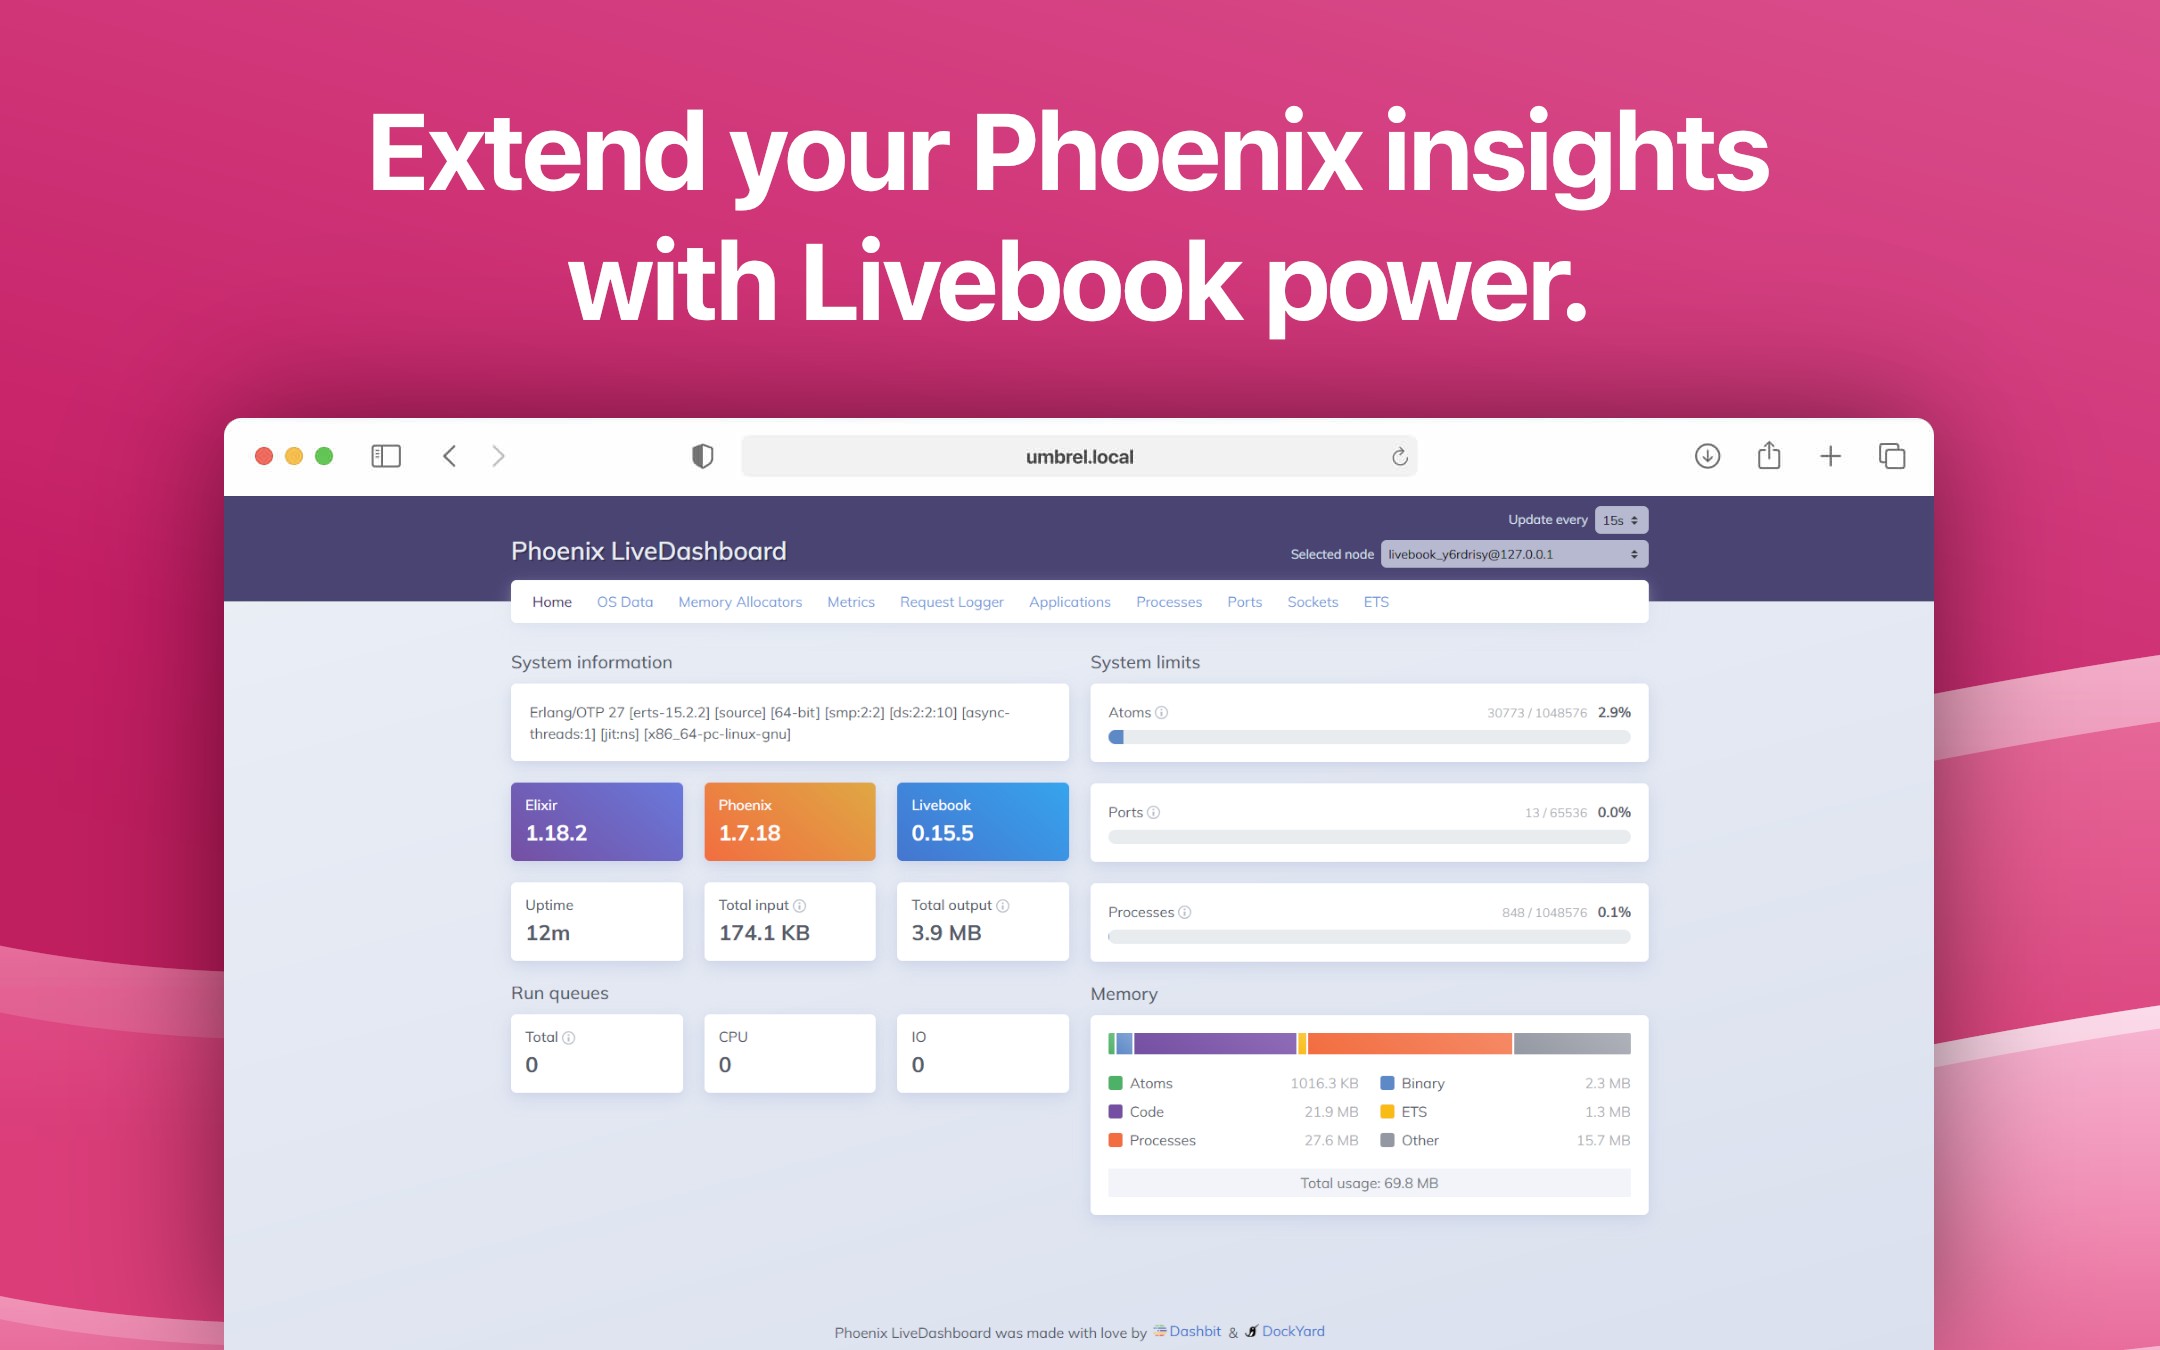 Extend your Phoenix insights
with Livebook power.
umbrel.local
Update every 15s
Phoenix LiveDashboard
Selected node livebook_y6rdrisy@127.0.0.1
Home OS Data Memory Allocators Metrics Request Logger Applications Processes Ports Sockets ETS
System information
Erlang/OTP 27 [erts-15.2.2] [source] [64-bit] [smp:2:2] [ds:2:2:10] [async-
threads:1] [jit:ns] [x86_64-pc-linux-gnu]
Elixir
1.18.2
Phoenix
1.7.18
Livebook
0.15.5
Uptime
12m
Total input
174.1 KB
Total output
3.9 MB
Run queues
Total
0
CPU
0
IO
0
System limits
Atoms 30773 / 1048576 2.9%
Ports 13 / 65536 0.0%
Processes 848 / 1048576 0.1%
Memory
Atoms 1016.3 KB Binary 2.3 MB
Code 21.9 MB ETS 1.3 MB
Processes 27.6 MB Other 15.7 MB
Total usage: 69.8 MB
Phoenix LiveDashboard was made with love by Dashbit & DockYard